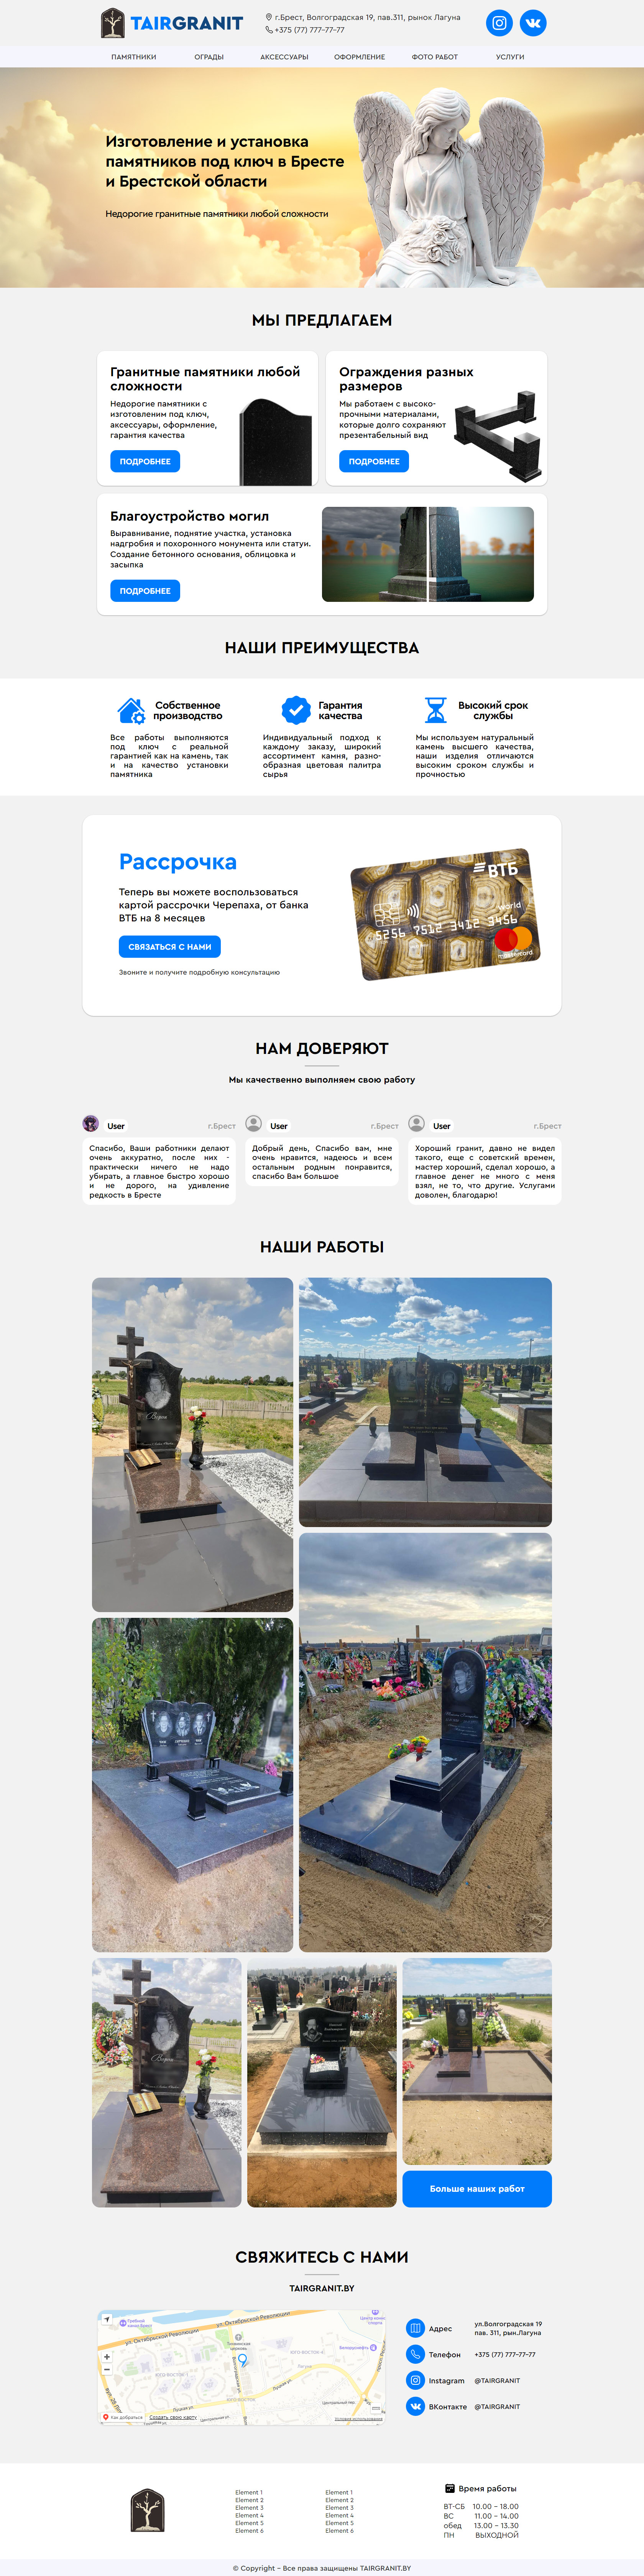 TAIRGRANIT
г.Брест, Волгоградская 19, пав.311, рынок Лагуна
+375 (77) 777-77-77
ПАМЯТНИКИ
ОГРАДЫ
АКСЕССУАРЫ
ОФОРМЛЕНИЕ
ФОТО РАБОТ
УСЛУГИ
Изготовление и установка
памятников под ключ в Бресте
и Брестской области
Недорогие гранитные памятники любой сложности
МЫ ПРЕДЛАГАЕМ
Гранитные памятники любой
сложности
Недорогие памятники с
изготовлением под ключ,
аксессуары, оформление,
гарантия качества
ПОДРОБНЕЕ
Ограждения разных
размеров
Мы работаем с высоко-
прочными материалами,
которые долго сохраняют
презентабельный вид
ПОДРОБНЕЕ
Благоустройство могил
Выравнивание, поднятие участка, установка
надгробия и похоронного монумента или статуи.
Создание бетонного основания, облицовка и
засыпка
ПОДРОБНЕЕ
НАШИ ПРЕИМУЩЕСТВА
Собственное
производство
Все работы выполняются
под ключ с реальной
гарантией как на камень, так
и на качество установки
памятника
Гарантия
качества
Индивидуальный подход к
каждому заказу, широкий
ассортимент камня, разно-
образная цветовая палитра
сырья
Высокий срок
службы
Мы используем натуральный
камень высшего качества,
наши изделия отличаются
высоким сроком службы и
прочностью
Рассрочка
Теперь вы можете воспользоваться
картой рассрочки Черепаха, от банка
ВТБ на 8 месяцев
СВЯЗАТЬСЯ С НАМИ
Звоните и получите подробную консультацию
ВТБ
world
5256 7512 3412 3456
mastercard
НАМ ДОВЕРЯЮТ
Мы качественно выполняем свою работу
User
г.Брест
Спасибо, Ваши работники делают
очень аккуратно, после них -
практически ничего не надо
убирать, а главное быстро хорошо
и не дорого, на удивление
редкость в Бресте
User
г.Брест
Добрый день, Спасибо вам, мне
очень нравится, надеюсь и всем
остальным родным понравится,
спасибо Вам большое
User
г.Брест
Хороший гранит, давно не видел
такого, еще с советский времен,
мастер хороший, сделал хорошо, а
главное денег не много с меня
взял, не то, что другие. Услугами
доволен, благодарю!
НАШИ РАБОТЫ
Больше наших работ
СВЯЖИТЕСЬ С НАМИ
TAIRGRANIT.BY
ул. Октябрьской Революции
ул. Октябрьской Революции
Как добраться
Создать свою карту
Адрес
ул.Волгоградская 19
пав. 311, рын.Лагуна
Телефон
+375 (77) 777-77-77
Instagram
@TAIRGRANIT
ВКонтакте
@TAIRGRANIT
Element 1
Element 2
Element 3
Element 4
Element 5
Element 6
Element 1
Element 2
Element 3
Element 4
Element 5
Element 6
Время работы
ВТ-СБ 10.00 - 18.00
ВС 11.00 - 14.00
обед 13.00 - 13.30
ПН ВЫХОДНОЙ
© Copyright - Все права защищены TAIRGRANIT.BY